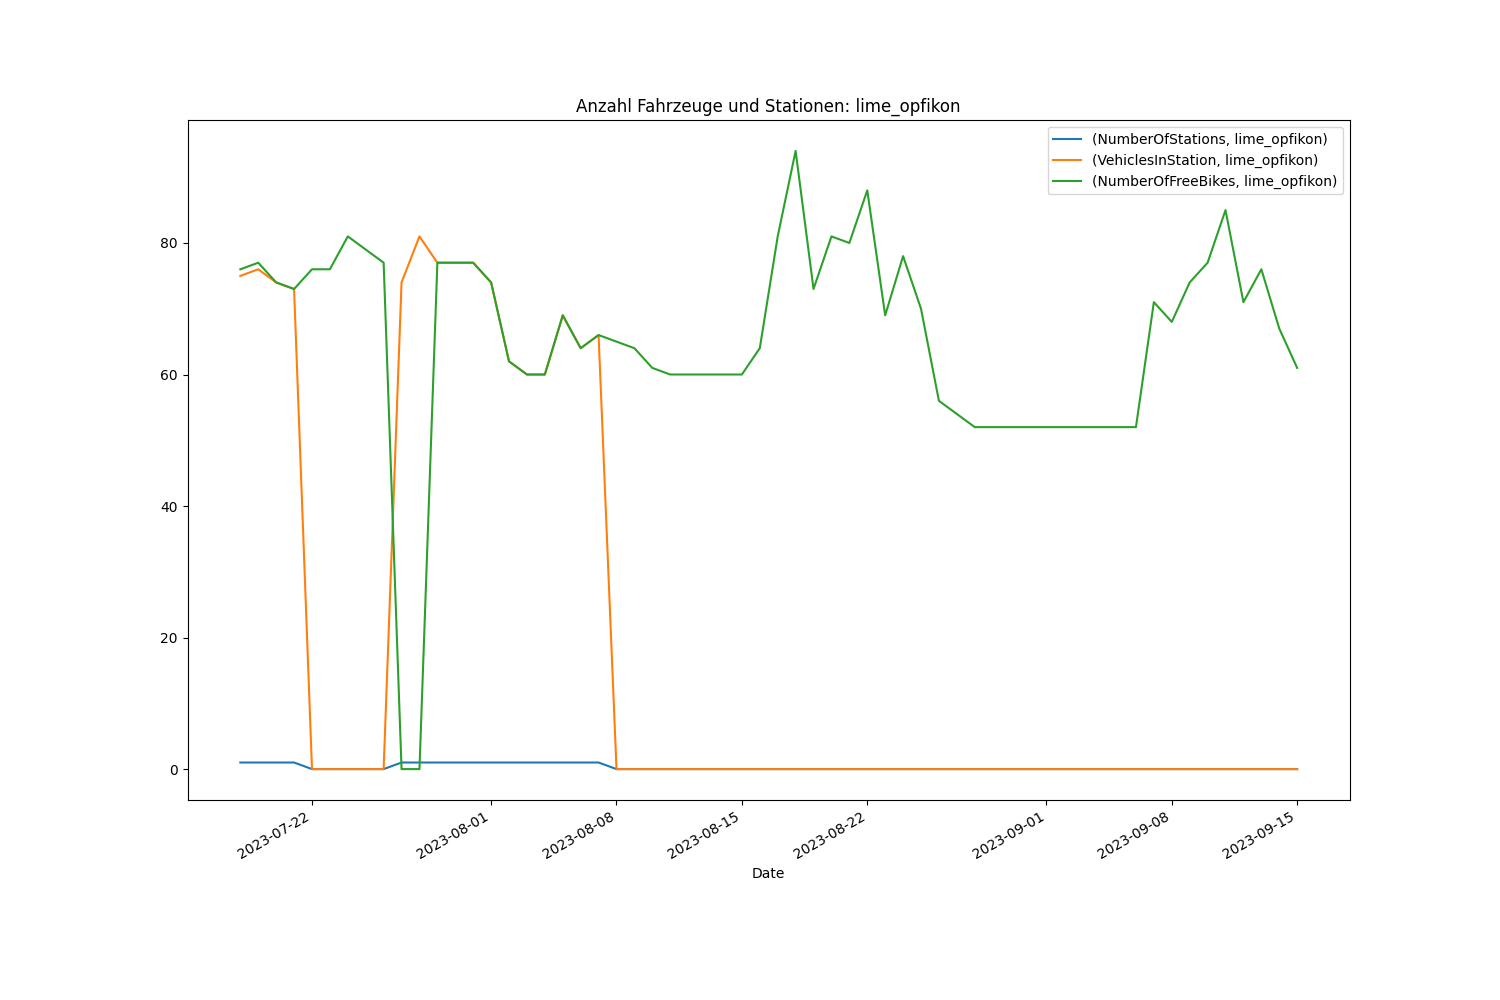 Anzahl Fahrzeuge und Stationen: lime_opfikon
(NumberOfStations, lime_opfikon)
(VehiclesInStation, lime_opfikon)
(NumberOfFreeBikes, lime_opfikon)
80
60
40
20
0
2023-07-22
2023-08-01
2023-08-08
2023-08-15
2023-08-22
2023-09-01
2023-09-08
2023-09-15
Date